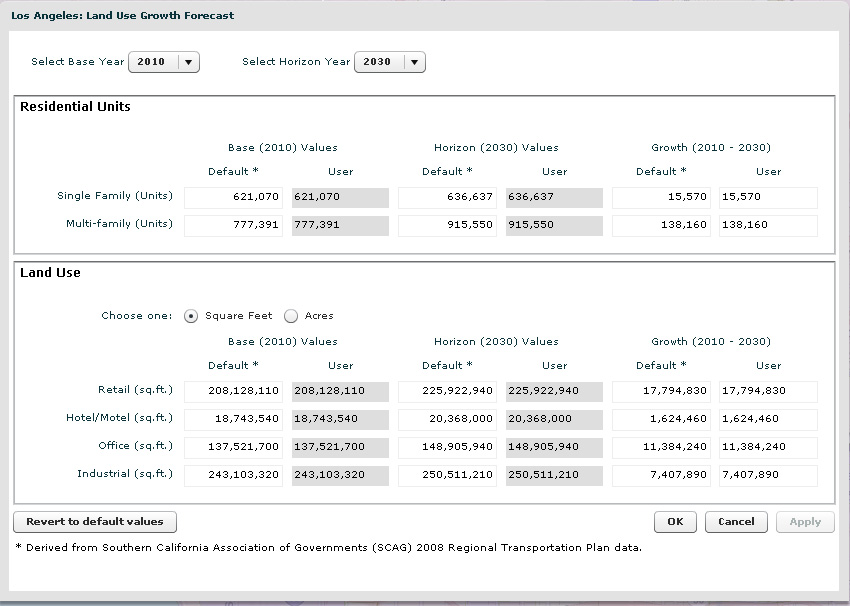 Los Angeles: Land Use Growth Forecast
Select Base Year 2010 Select Horizon Year 2030
Residential Units
Base (2010) Values Horizon (2030) Values Growth (2010 - 2030)
Default * User Default * User Default * User
Single Family (Units) 621,070 621,070 636,637 636,637 15,570 15,570
Multi-family (Units) 777,391 777,391 915,550 915,550 138,160 138,160
Land Use
Choose one: Square Feet Acres
Base (2010) Values Horizon (2030) Values Growth (2010 - 2030)
Default * User Default * User Default * User
Retail (sq.ft.) 208,128,110 208,128,110 225,922,940 225,922,940 17,794,830 17,794,830
Hotel/Motel (sq.ft.) 18,743,540 18,743,540 20,368,000 20,368,000 1,624,460 1,624,460
Office (sq.ft.) 137,521,700 137,521,700 148,905,940 148,905,940 11,384,240 11,384,240
Industrial (sq.ft.) 243,103,320 243,103,320 250,511,210 250,511,210 7,407,890 7,407,890
Revert to default values OK Cancel Apply
* Derived from Southern California Association of Governments (SCAG) 2008 Regional Transportation Plan data.